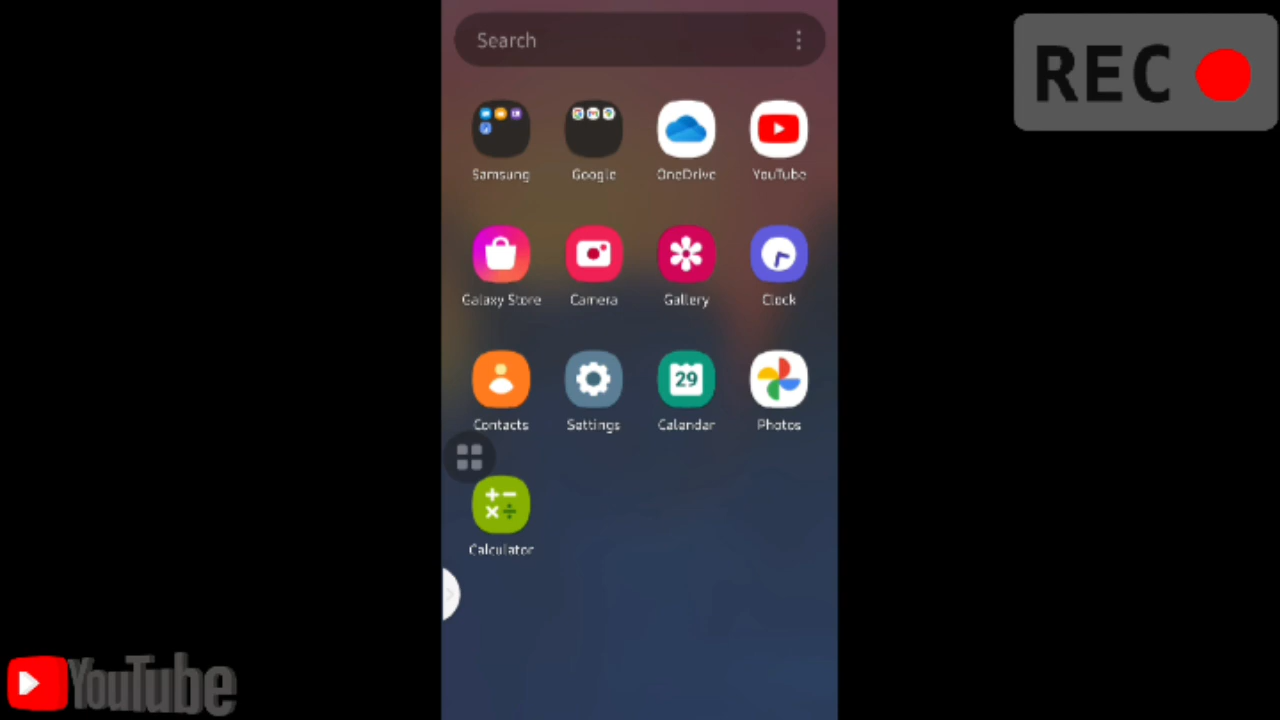 REC
Search
Samsung
Google
OneDrive
YouTube
Galaxy Store
Camera
Gallery
Clock
29
Contacts
Settings
Calendar
Photos
Calculator
YouTube